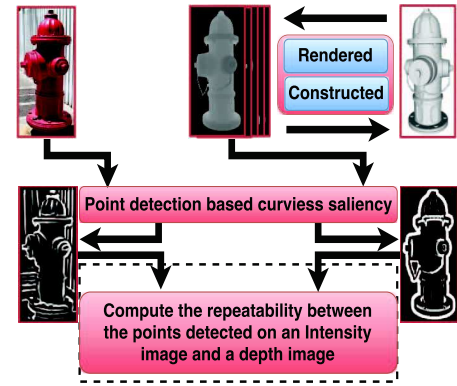 Rendered
Constructed
Point detection based curviess saliency
Compute the repeatability between
the points detected on an Intensity
image and a depth image